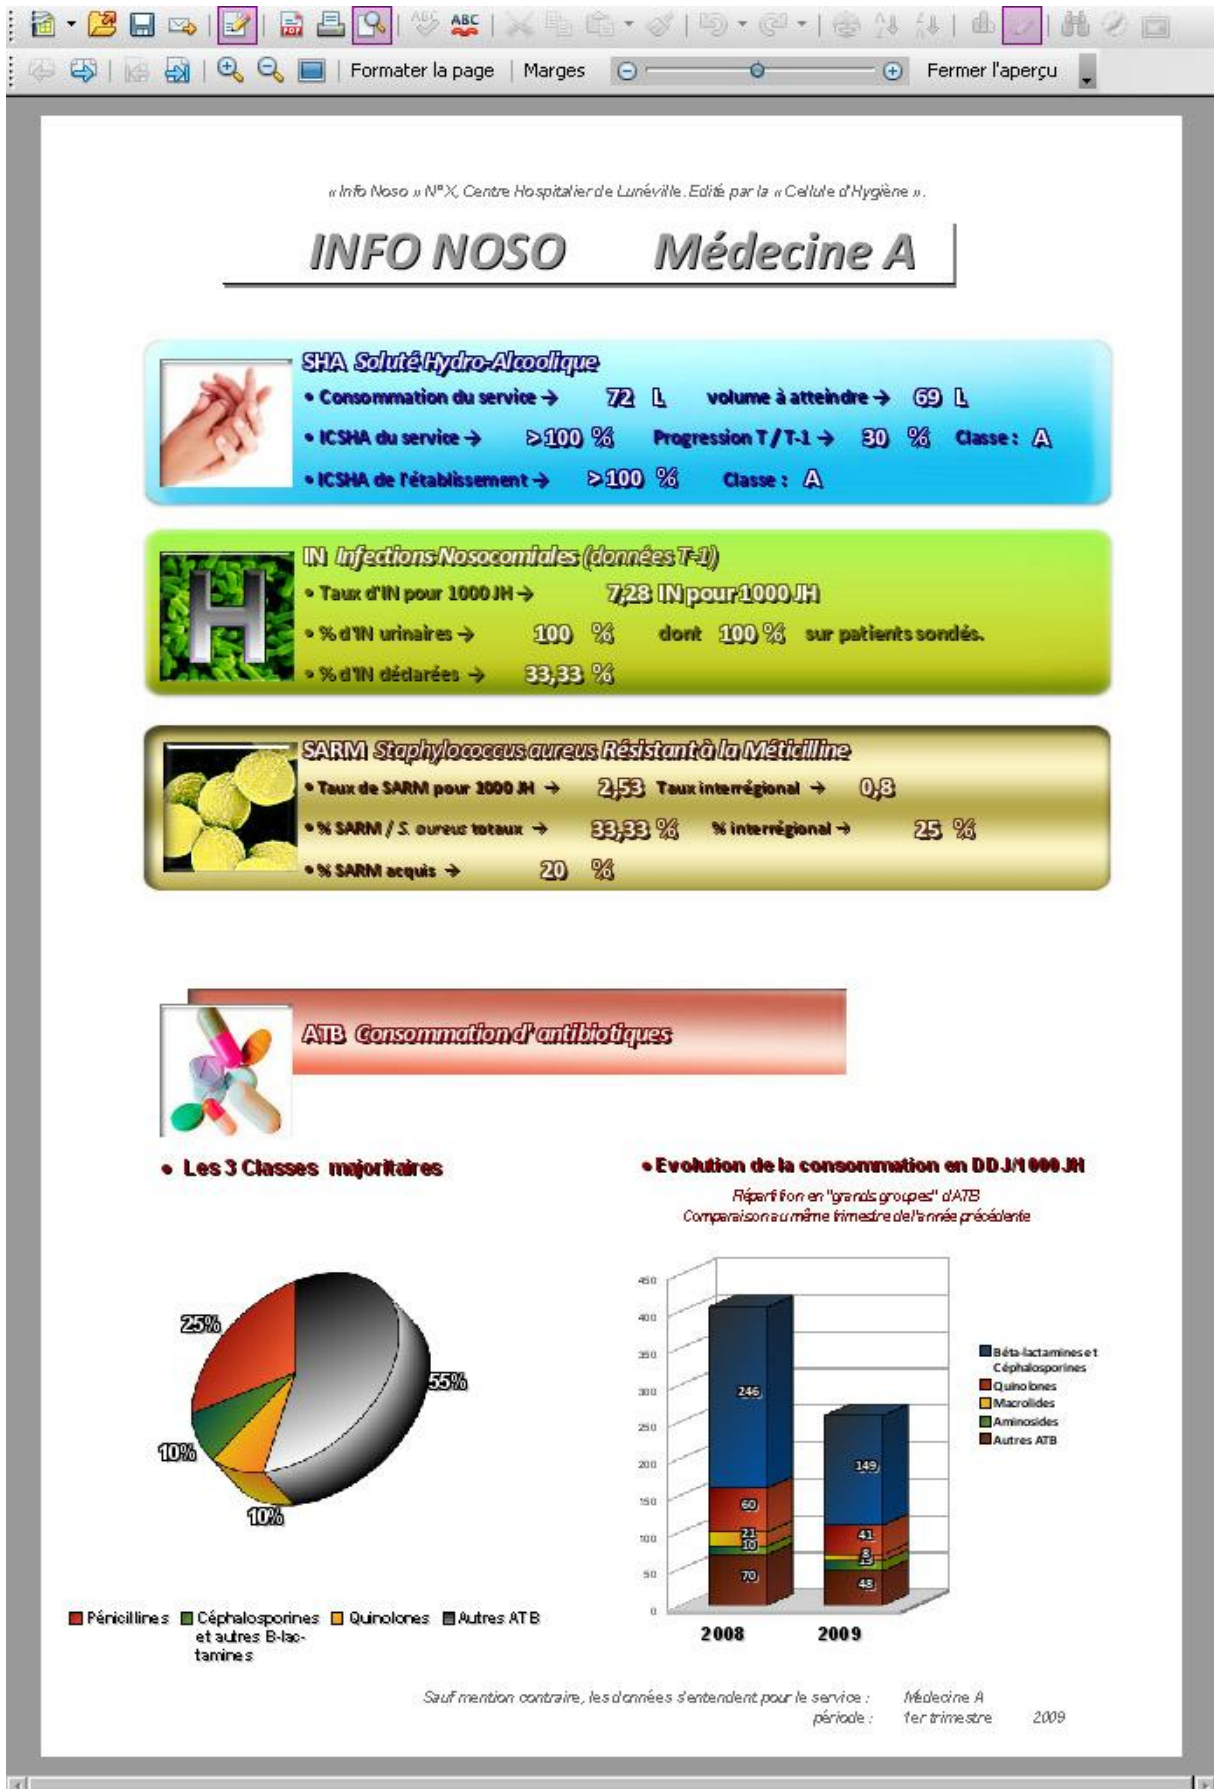 ABC ABC
Formater la page Marges Fermer l'aperçu
« Info Noso » N°X, Centre Hospitalier de Lunéville. Edité par la « Cellule d'Hygiène ».
INFO NOSO Médecine A
SHA Soluté Hydro-Alcoolique
• Consommation du service → 72 L volume à atteindre → 69 L
• ICSHA du service → >100 % Progression T / T-1 → 30 % Classe : A
• ICSHA de l'établissement → >100 % Classe : A
H
IN Infections Nosocomiales (données T-1)
• Taux d'IN pour 1000 JH → 7,28 IN pour 1000 JH
• % d'IN urinaires → 100 % dont 100 % sur patients sondés.
• % d'IN déclarées → 33,33 %
SARM Staphylococcus aureus Résistant à la Méticilline
• Taux de SARM pour 1000 JH → 2,53 Taux interrégional → 0,8
• % SARM / S. aureus totaux → 33,33 % % interrégional → 25 %
• % SARM acquis → 20 %
ATB Consommation d'antibiotiques
• Les 3 Classes majoritaires
25%
55%
10%
10%
Pénicillines Céphalosporines et autres B-lac-tamines Quinolones Autres ATB
• Evolution de la consommation en DDJ/1000 JH
Répartition en "grands groupes" d'ATB
Comparaison au même trimestre de l'année précédente
450
400
350
300
250
200
150
100
50
0
246
60
21
10
70
149
41
8
13
48
2008 2009
Béta-lactamines et
Céphalosporines
Quinolones
Macrolides
Aminosides
Autres ATB
Sauf mention contraire, les données s'entendent pour le service : Médecine A
période : 1er trimestre 2009